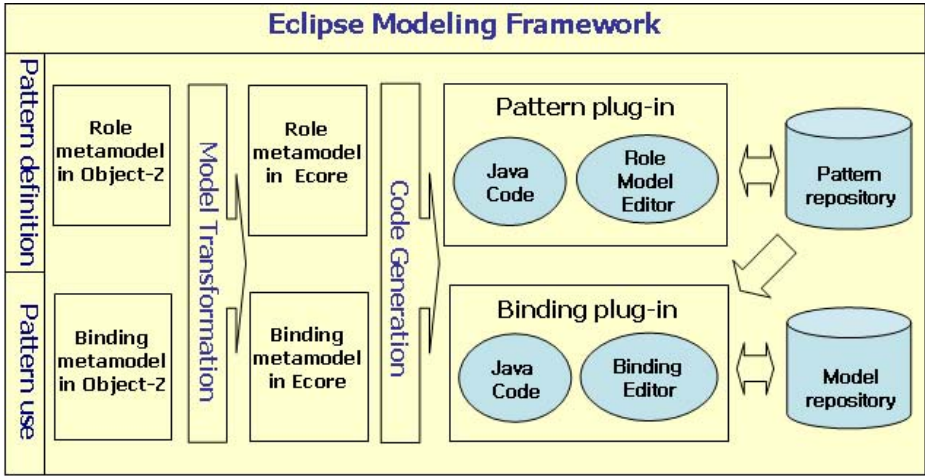 Eclipse Modeling Framework
Pattern definition
Role
metamodel
in Object-Z
Model Transformation
Role
metamodel
in Ecore
Code Generation
Pattern plug-in
Java
Code
Role
Model
Editor
Pattern
repository
Pattern use
Binding
metamodel
in Object-Z
Binding
metamodel
in Ecore
Binding plug-in
Java
Code
Binding
Editor
Model
repository